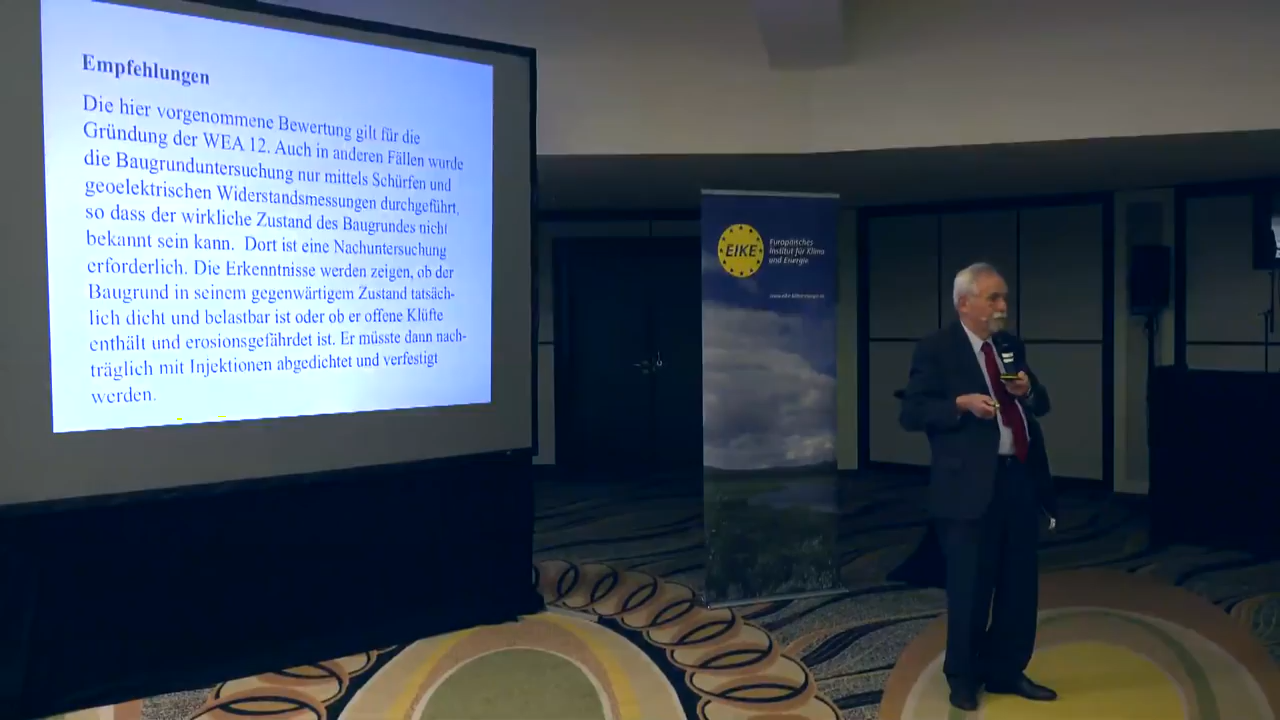 Empfehlungen
Die hier vorgenommene Bewertung gilt für die
Gründung der WEA 12. Auch in anderen Fällen wurde
die Baugrunduntersuchung nur mittels Schürfen und
geoelektrischen Widerstandsmessungen durchgeführt,
so dass der wirkliche Zustand des Baugrundes nicht
bekannt sein kann. Dort ist eine Nachuntersuchung
erforderlich. Die Erkenntnisse werden zeigen, ob der
Baugrund in seinem gegenwärtigem Zustand tatsäch-
lich dicht und belastbar ist oder ob er offene Klüfte
enthält und erosionsgefährdet ist. Er müsste dann nach-
träglich mit Injektionen abgedichtet und verfestigt
werden.
EIKE
Europäisches
Institut für Klima
und Energie